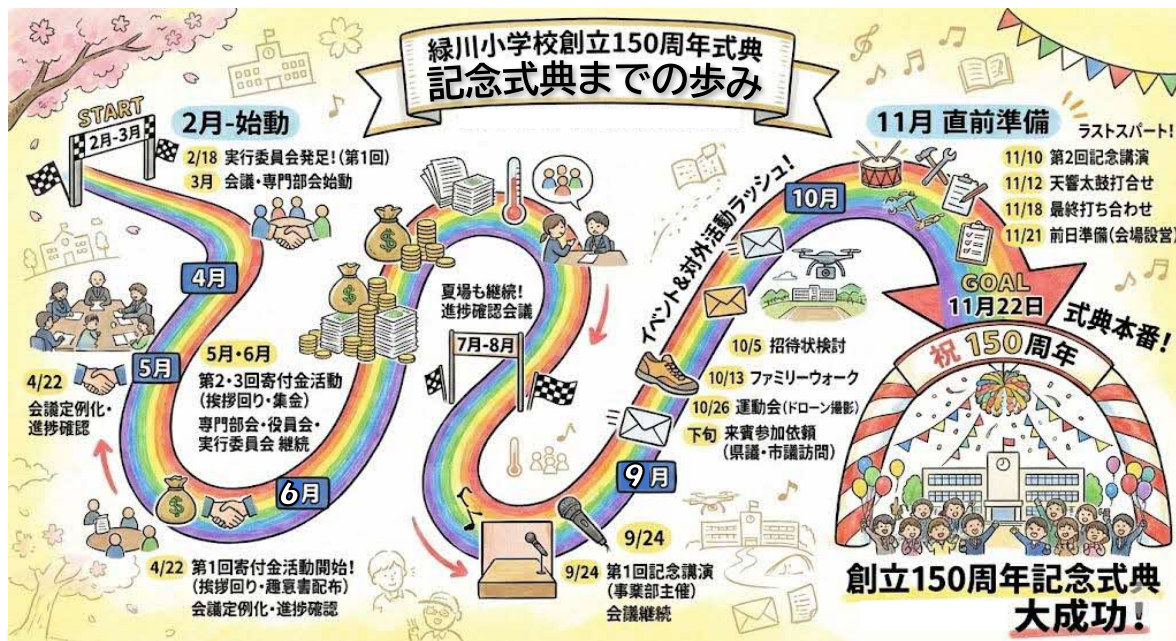 緑川小学校創立150周年式典
記念式典までの歩み
START
2月-3月
2月-始動
2/18 実行委員会発足!(第1回)
3月 会議・専門部会始動
4月
5月
4/22
会議定例化・
進捗確認
5月・6月
第2・3回寄付金活動
(挨拶回り・集金)
専門部会・役員会・
実行委員会 継続
6月
4/22 第1回寄付金活動開始!
(挨拶回り・趣意書配布)
会議定例化・進捗確認
夏場も継続!
進捗確認会議
7月-8月
9月
9/24
9/24 第1回記念講演
(事業部主催)
会議継続
イベント&対外活動ラッシュ!
10月
10/5 招待状検討
10/13 ファミリーウォーク
10/26 運動会(ドローン撮影)
下旬 来賓参加依頼
(県議・市議訪問)
11月 直前準備
ラストスパート!
11/10 第2回記念講演
11/12 天響太鼓打合せ
11/18 最終打ち合わせ
11/21 前日準備(会場設営)
GOAL
11月22日
式典本番!
祝150周年
創立150周年記念式典
大成功!